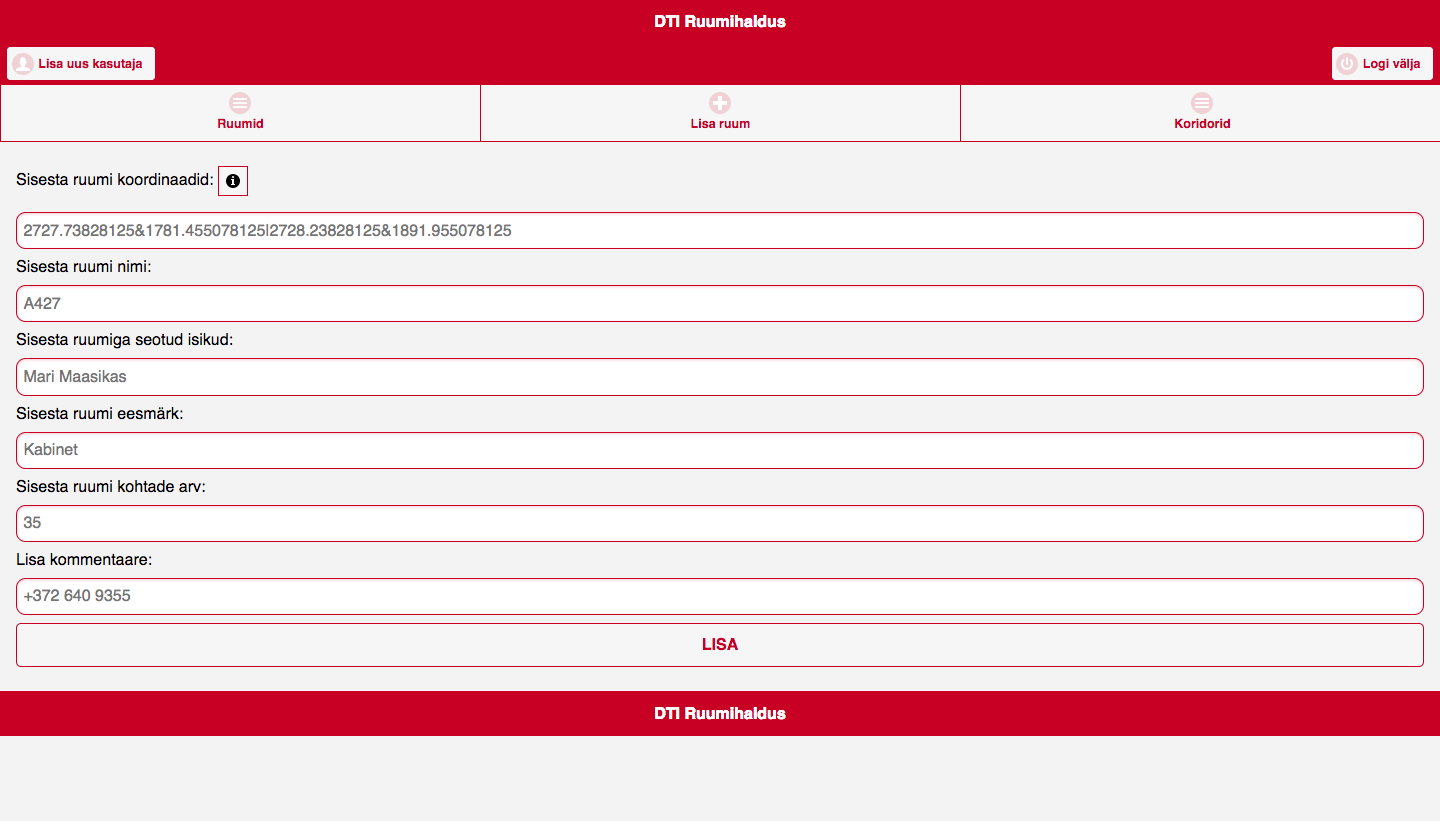 DTI Ruumihaldus
Lisa uus kasutaja
Logi välja
Ruumid
Lisa ruum
Koridorid
Sisesta ruumi koordinaadid:
2727.73828125&1781.455078125|2728.23828125&1891.955078125
Sisesta ruumi nimi:
A427
Sisesta ruumiga seotud isikud:
Mari Maasikas
Sisesta ruumi eesmärk:
Kabinet
Sisesta ruumi kohtade arv:
35
Lisa kommentaare:
+372 640 9355
LISA
DTI Ruumihaldus